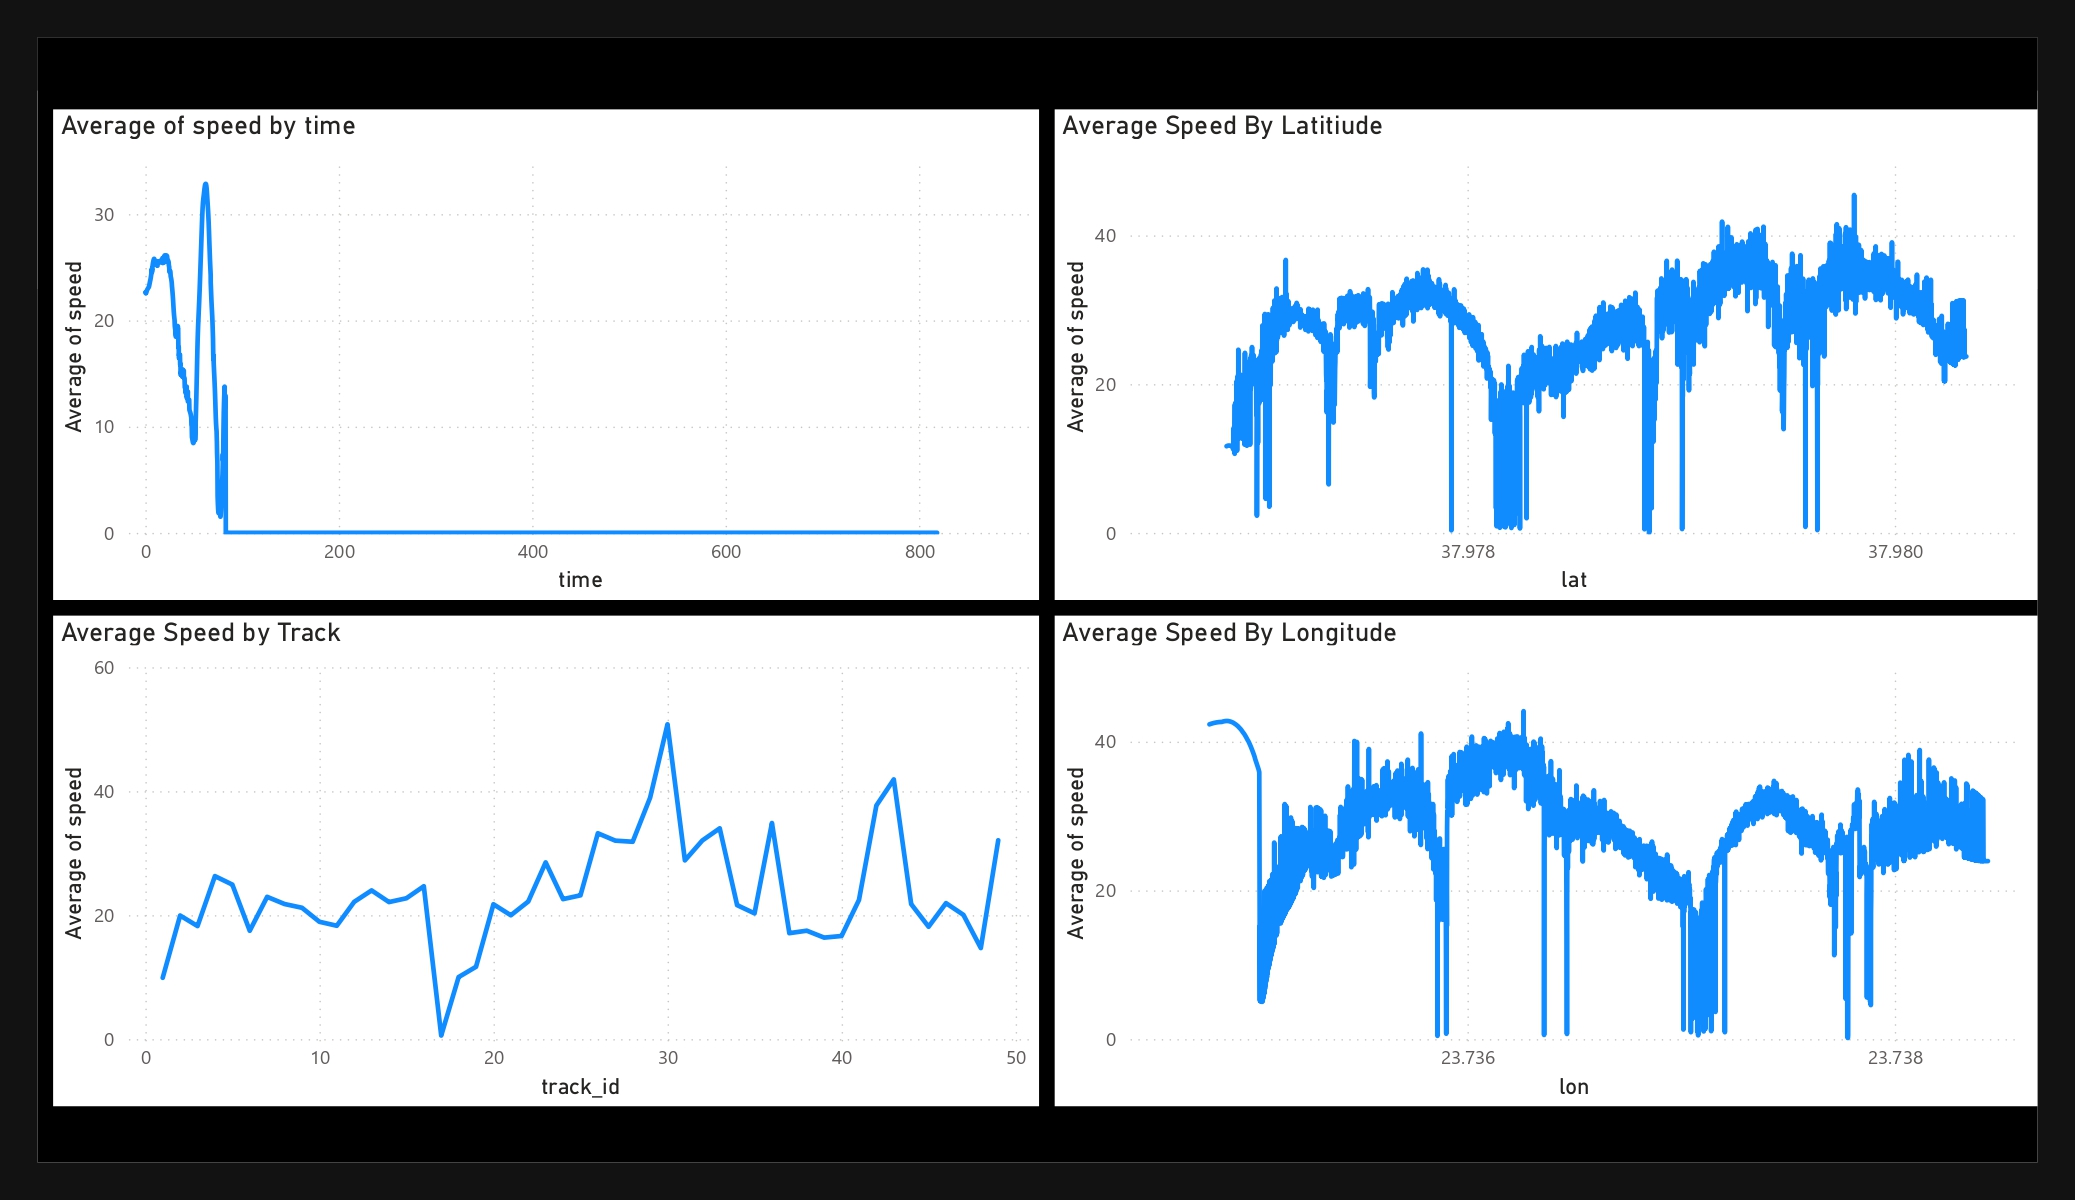 Average of speed by time
Average of speed
30
20
10
0
0 200 400 600 800
time
Average Speed By Latitiude
Average of speed
40
20
0
37.978 37.980
lat
Average Speed by Track
Average of speed
60
40
20
0
0 10 20 30 40 50
track_id
Average Speed By Longitude
Average of speed
40
20
0
23.736 23.738
lon